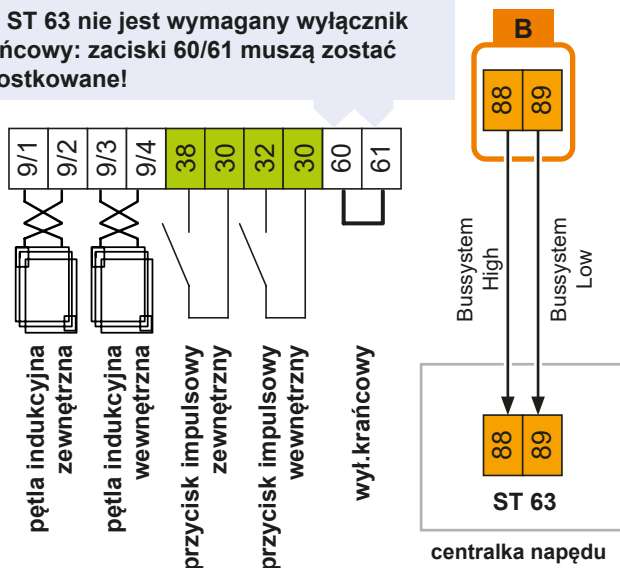 ST 63 nie jest wymagany wyłącznik
ńcowy: zaciski 60/61 muszą zostać
ostkowane!
9/1 9/2 9/3 9/4 38 30 32 30 60 61
pętla indukcyjna
zewnętrzna
pętla indukcyjna
wewnętrzna
przycisk impulsowy
zewnętrzny
przycisk impulsowy
wewnętrzny
wył.krańcowy
B
88 89
Bussystem
High
Bussystem
Low
88 89
ST 63
centralka napędu